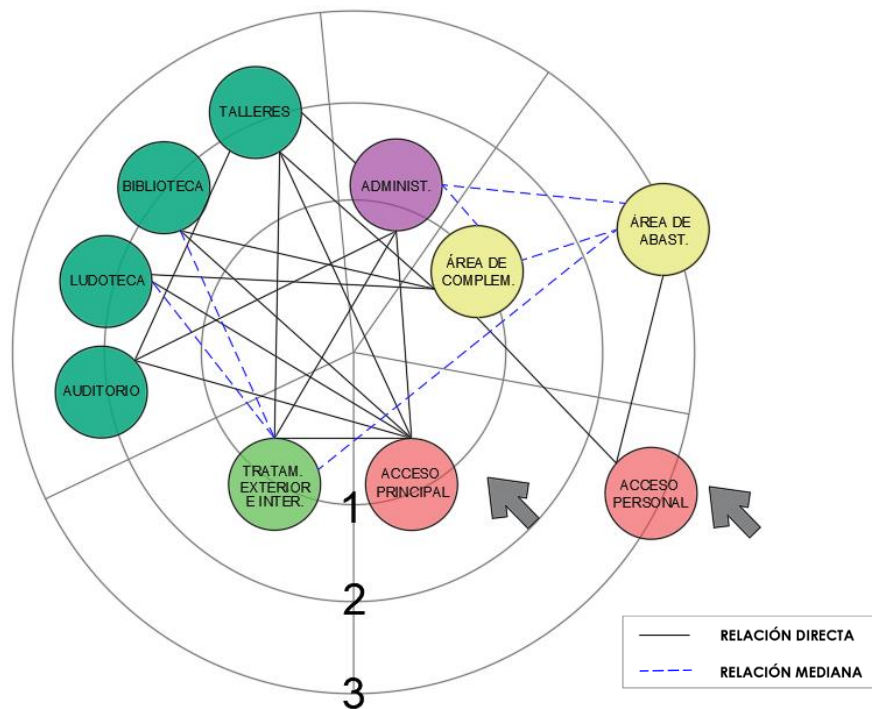 TALLERES
BIBLIOTECA
ADMINIST.
ÁREA DE
ABAST.
LUDOTECA
ÁREA DE
COMPLEM.
AUDITORIO
TRATAM.
EXTERIOR
E INTER.
ACCESO
PRINCIPAL
ACCESO
PERSONAL
1
2
3
RELACIÓN DIRECTA
RELACIÓN MEDIANA